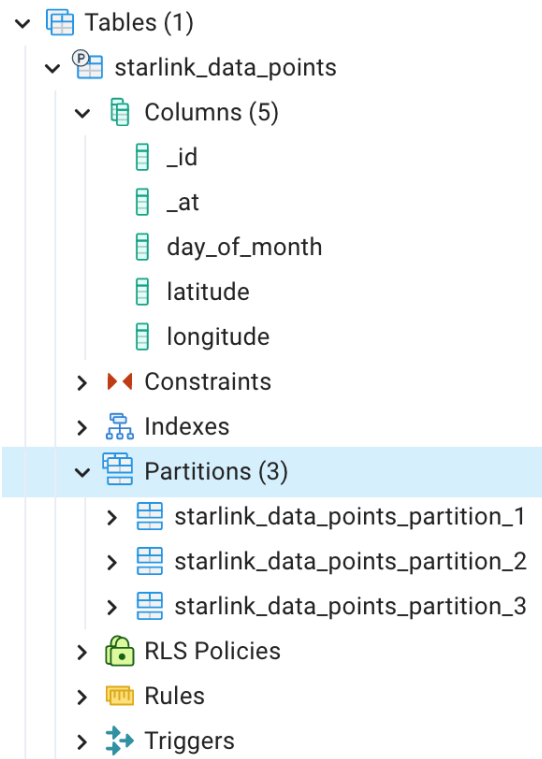 Tables (1)
P starlink_data_points
Columns (5)
_id
_at
day_of_month
latitude
longitude
Constraints
Indexes
Partitions (3)
starlink_data_points_partition_1
starlink_data_points_partition_2
starlink_data_points_partition_3
RLS Policies
Rules
Triggers